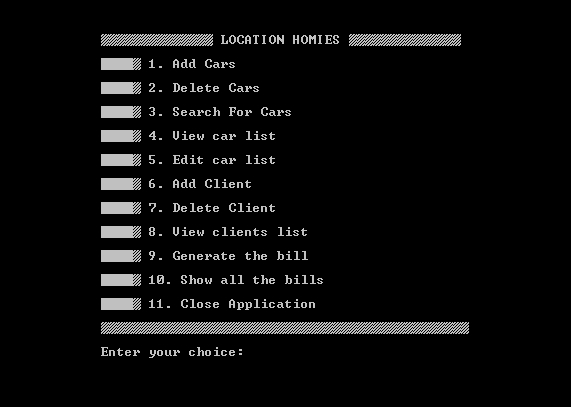 LOCATION HOMIES
1. Add Cars
2. Delete Cars
3. Search For Cars
4. View car list
5. Edit car list
6. Add Client
7. Delete Client
8. View clients list
9. Generate the bill
10. Show all the bills
11. Close Application
Enter your choice: